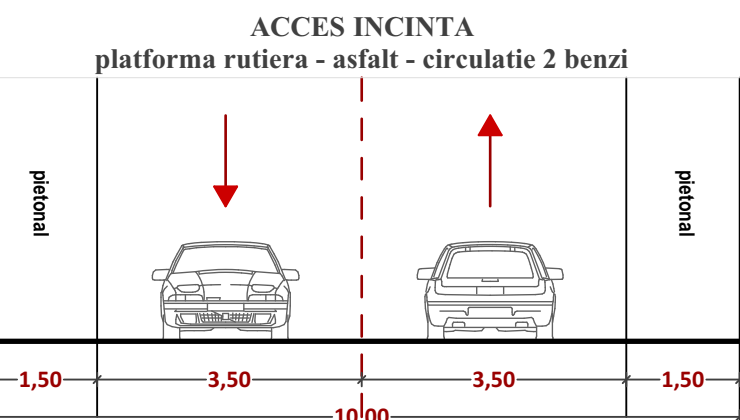 ACCES INCINTA
platforma rutiera - asfalt - circulatie 2 benzi
pietonal
pietonal
1,50 3,50 3,50 1,50
10,00